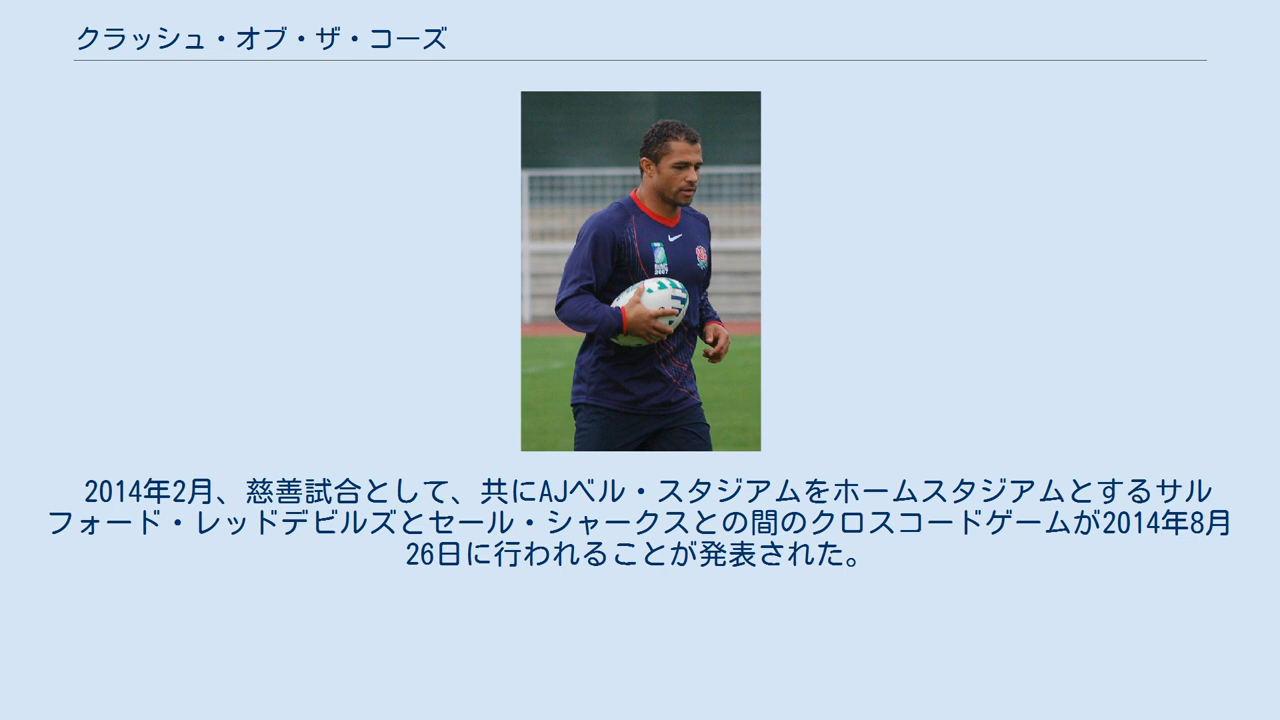 クラッシュ・オブ・ザ・コーズ
2007
2014年2月、慈善試合として、共にAJベル・スタジアムをホームスタジアムとするサル
フォード・レッドデビルズとセール・シャークスとの間のクロスコードゲームが2014年8月
26日に行われることが発表された。